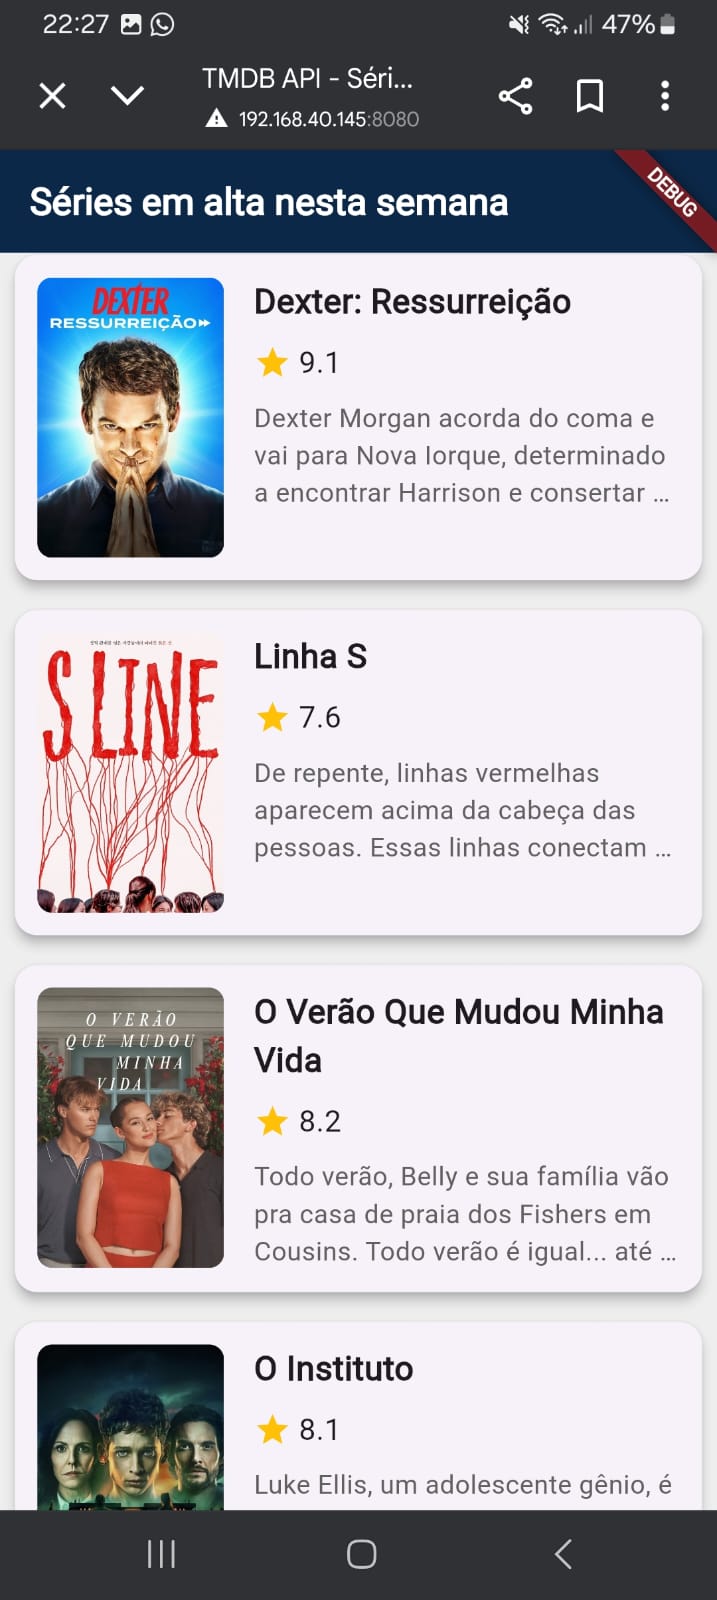 22:27
47%
TMDB API - Séri...
192.168.40.145:8080
Séries em alta nesta semana
DEBUG
DEXTER
RESSURREIÇÃO
Dexter: Ressurreição
9.1
Dexter Morgan acorda do coma e
vai para Nova Iorque, determinado
a encontrar Harrison e consertar ...
S LINE
Linha S
7.6
De repente, linhas vermelhas
aparecem acima da cabeça das
pessoas. Essas linhas conectam ...
O VERÃO
QUE MUDOU
MINHA
VIDA
O Verão Que Mudou Minha
Vida
8.2
Todo verão, Belly e sua família vão
pra casa de praia dos Fishers em
Cousins. Todo verão é igual... até ...
O Instituto
8.1
Luke Ellis, um adolescente gênio, é